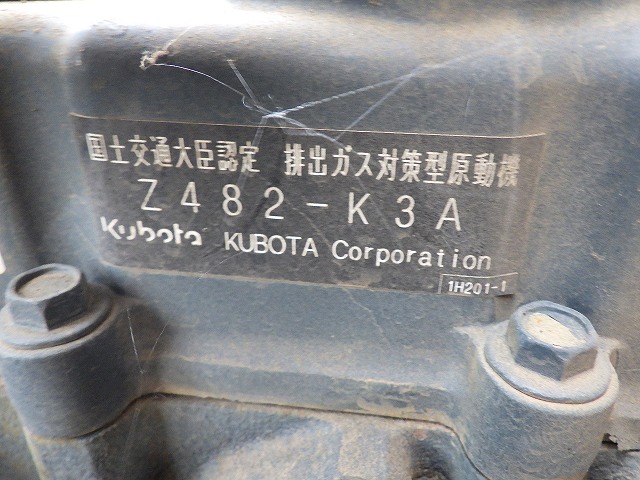 国土交通大臣認定 排出ガス対策型原動機
Z482-K3A
Kubota KUBOTA Corporation
1H201-1